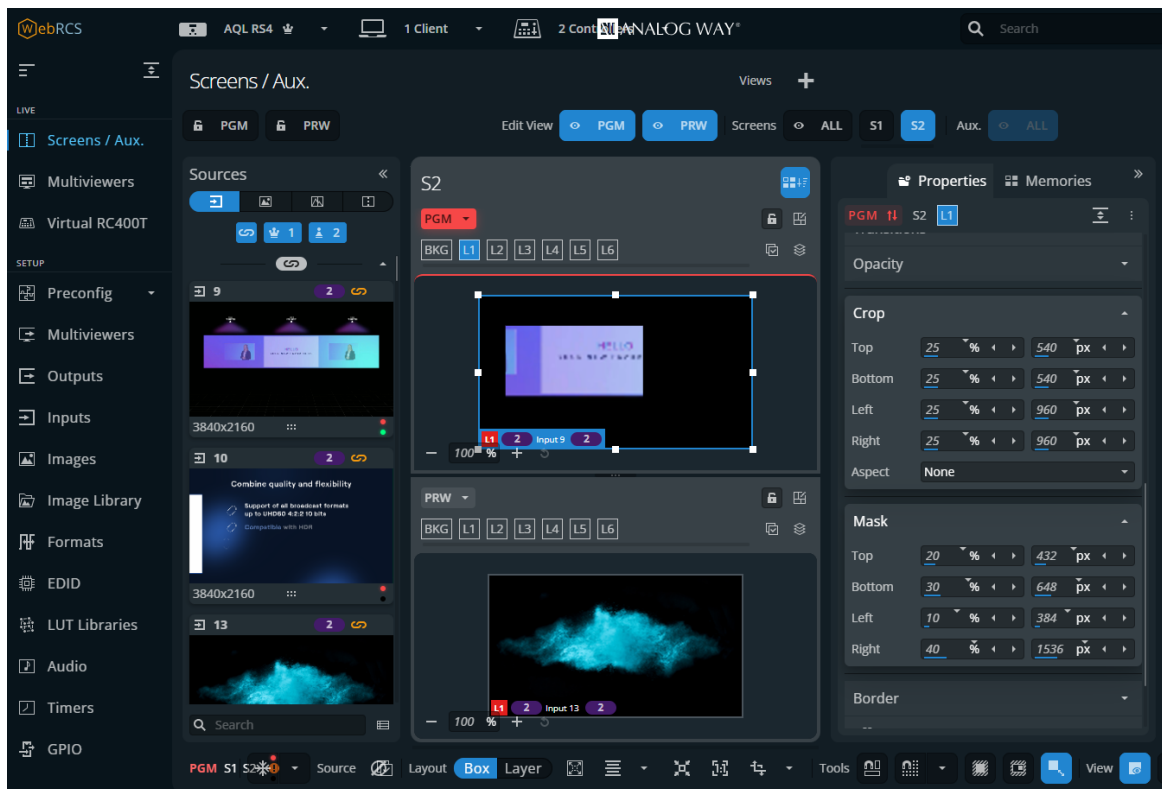 WebRCS
AQL RS4
1 Client
2 Cont
ANALOG WAY®
Search
Screens / Aux.
Views
LIVE
PGM
PRW
Edit View
PGM
PRW
Screens
ALL
S1
S2
Aux.
ALL
Screens / Aux.
Multiviewers
Virtual RC400T
SETUP
Preconfig
Multiviewers
Outputs
Inputs
Images
Image Library
Formats
EDID
LUT Libraries
Audio
Timers
GPIO
Sources
1
2
9
2
HELLO
3840x2160
10
2
Combine quality and flexibility
Support of all broadcast formats
up to UHD60 4:2:2 10 bits
Compatible with HDR
3840x2160
13
2
Search
S2
PGM
BKG L1 L2 L3 L4 L5 L6
HELLO
L1 2 Input 9 2
100 %
PRW
BKG L1 L2 L3 L4 L5 L6
L1 2 Input 13 2
100 %
Properties
Memories
PGM S2 L1
Transitions
Opacity
Crop
Top 25 % 540 px
Bottom 25 % 540 px
Left 25 % 960 px
Right 25 % 960 px
Aspect None
Mask
Top 20 % 432 px
Bottom 30 % 648 px
Left 10 % 384 px
Right 40 % 1536 px
Border
PGM S1 S2
Source
Layout Box Layer
Tools
View